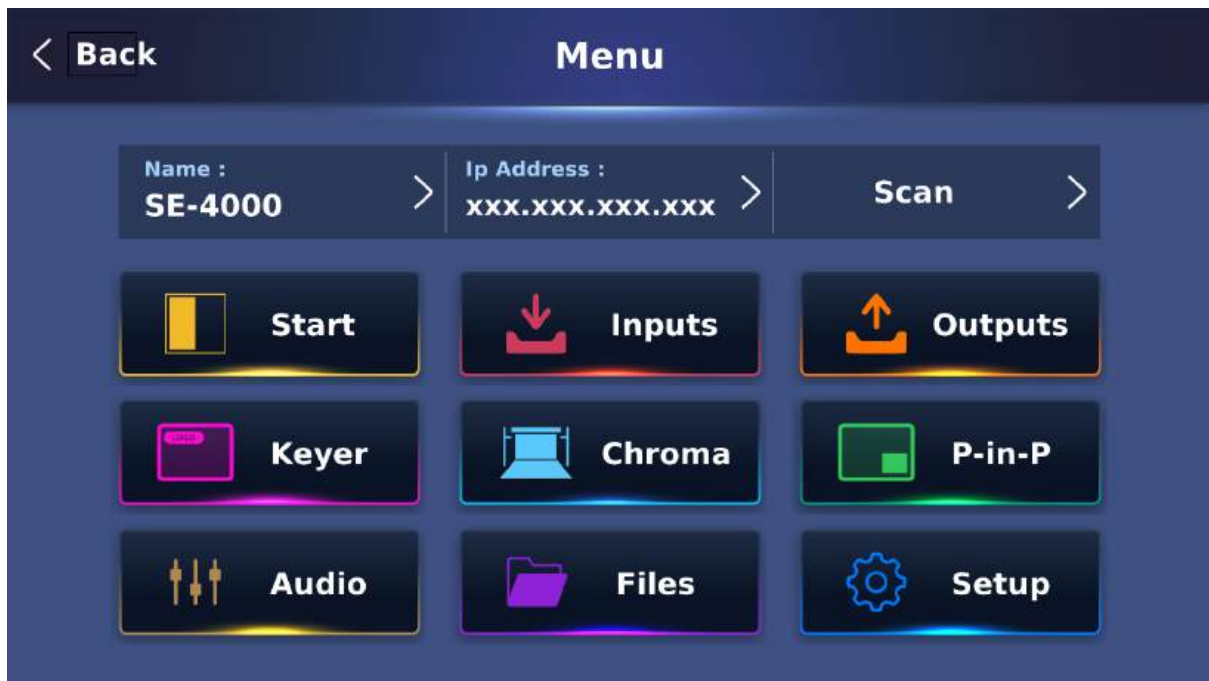 Back
Menu
Name :
SE-4000
Ip Address :
xxx.xxx.xxx.xxx
Scan
Start
Inputs
Outputs
LOGO
Keyer
Chroma
P-in-P
Audio
Files
Setup